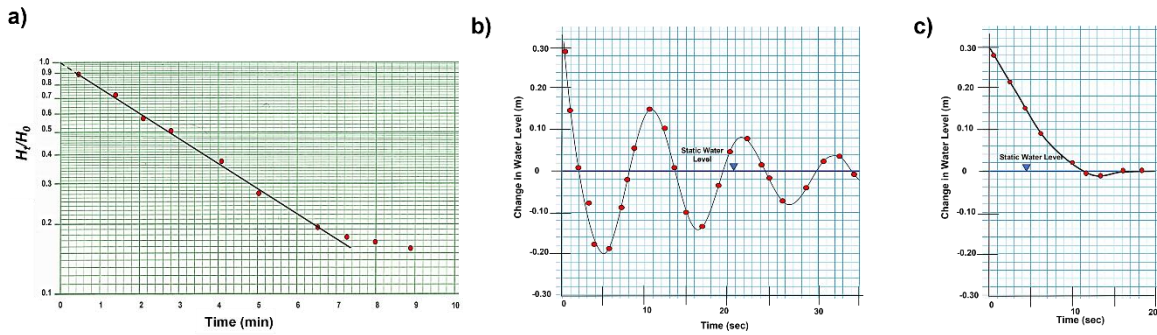 a)
Ht/H0
1.0
0.9
0.8
0.7
0.6
0.5
0.4
0.3
0.2
0.1
0 1 2 3 4 5 6 7 8 9 10
Time (min)
b)
Change in Water Level (m)
0.30
0.20
0.10
0
-0.10
-0.20
-0.30
Static Water
Level
0 10 20 30
Time (sec)
c)
Change in Water Level (m)
0.30
0.20
0.10
0
-0.10
-0.20
-0.30
Static Water Level
0 10 20
Time (sec)